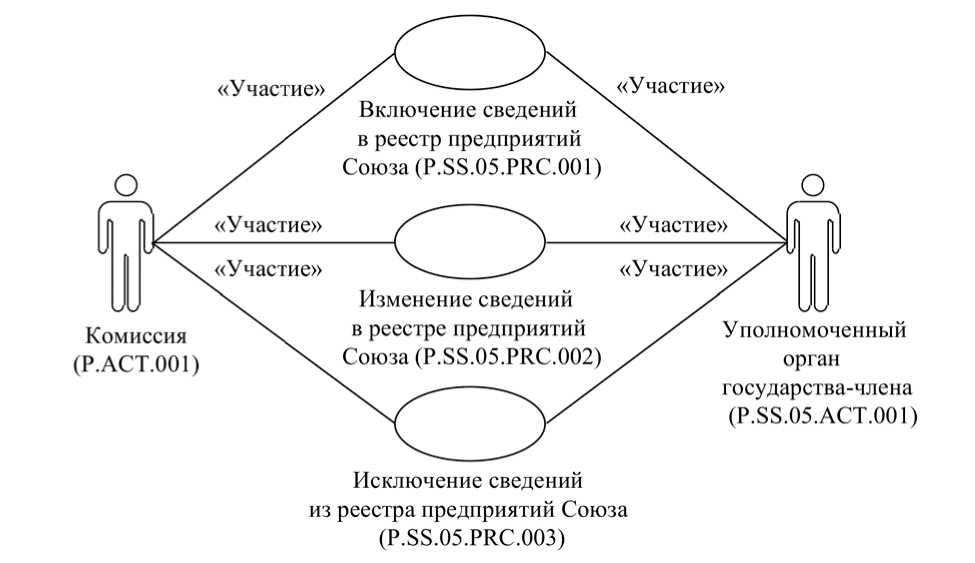 «Участие»
«Участие»
Включение сведений
в реестр предприятий
Союза (P.SS.05.PRC.001)
«Участие»
«Участие»
«Участие»
«Участие»
Изменение сведений
в реестре предприятий
Союза (P.SS.05.PRC.002)
Комиссия
(P.ACT.001)
Уполномоченный
орган
государства-члена
(P.SS.05.ACT.001)
Исключение сведений
из реестра предприятий Союза
(P.SS.05.PRC.003)